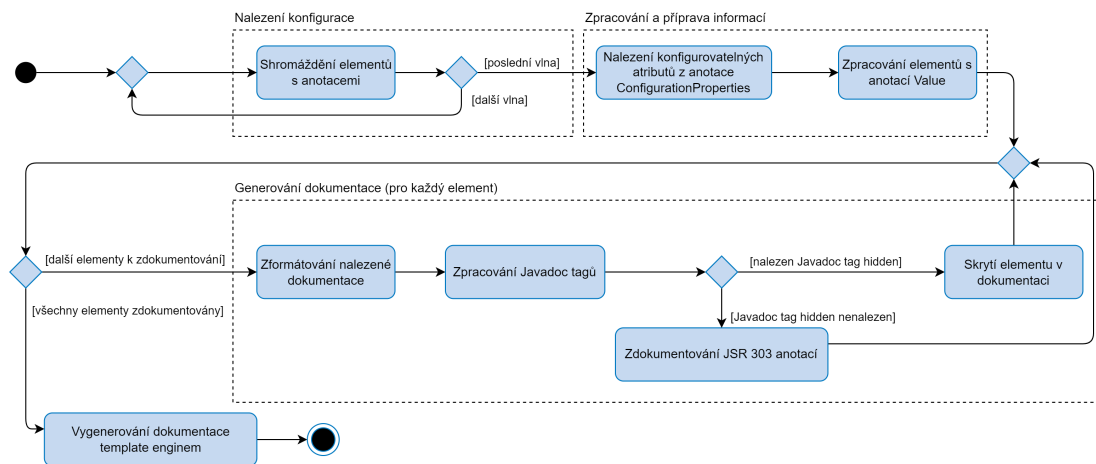 Nalezení konfigurace
Zpracování a příprava informací
Shromáždění elementů
s anotacemi
[poslední vlna]
[další vlna]
Nalezení konfigurovatelných
atributů z anotace
ConfigurationProperties
Zpracování elementů s
anotací Value
Generování dokumentace (pro každý element)
[další elementy k zdokumentování]
[všechny elementy zdokumentovány]
Zformátování nalezené
dokumentace
Zpracování Javadoc tagů
[nalezen Javadoc tag hidden]
[Javadoc tag hidden nenalezen]
Skrytí elementu v
dokumentaci
Zdokumentování JSR 303 anotací
Vygenerování dokumentace
template enginem